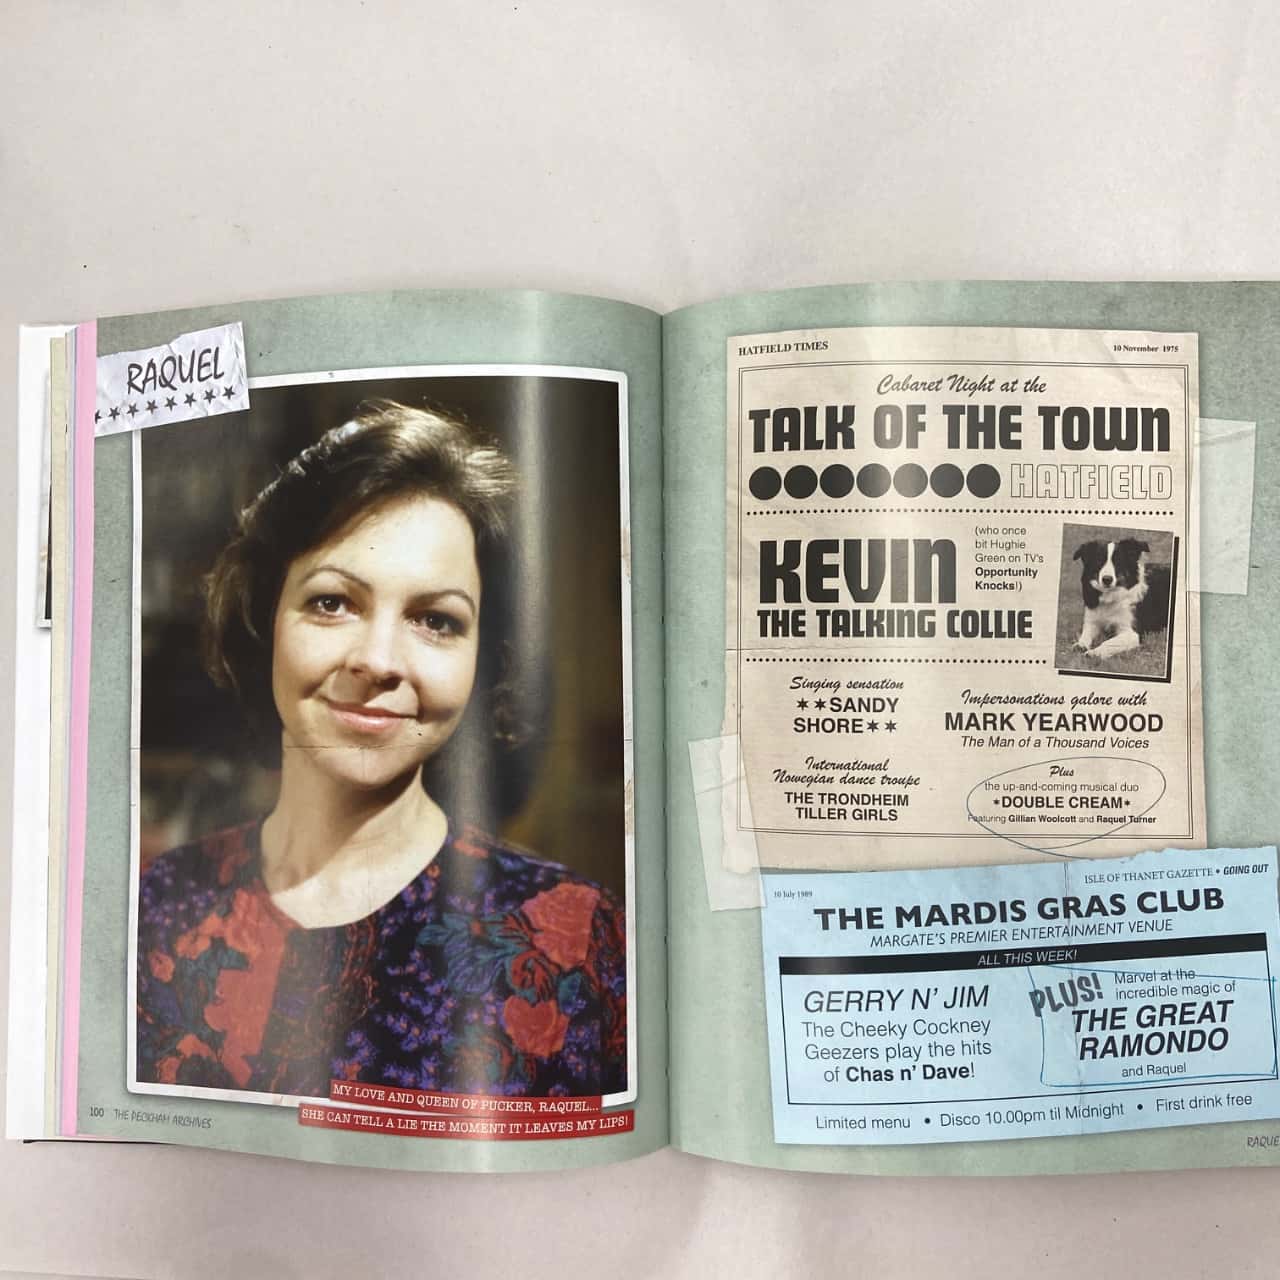 RAQUEL
MY LOVE AND QUEEN OF PUCKER, RAQUEL...
SHE CAN TELL A LIE THE MOMENT IT LEAVES MY LIPS!
100 THE PECKHAM ARCHIVES
HATFIELD TIMES
10 November 1975
Cabaret Night at the
TALK OF THE TOWN
HATFIELD
KEVIN
THE TALKING COLLIE
(who once
bit Hughie
Green on TV's
Opportunity
Knocks!)
Singing sensation
SANDY
SHORE
International
Nowegian dance troupe
THE TRONDHEIM
TILLER GIRLS
Impersonations galore with
MARK YEARWOOD
The Man of a Thousand Voices
Plus
the up-and-coming musical duo
*DOUBLE CREAM*
Featuring Gillian Woolcott and Raquel Turner
10 July 1989
ISLE OF THANET GAZETTE • GOING OUT
THE MARDIS GRAS CLUB
MARGATE'S PREMIER ENTERTAINMENT VENUE
ALL THIS WEEK!
GERRY N' JIM
The Cheeky Cockney
Geezers play the hits
of Chas n' Dave!
PLUS!
Marvel at the
incredible magic of
THE GREAT
RAMONDO
and Raquel
Limited menu • Disco 10.00pm til Midnight • First drink free